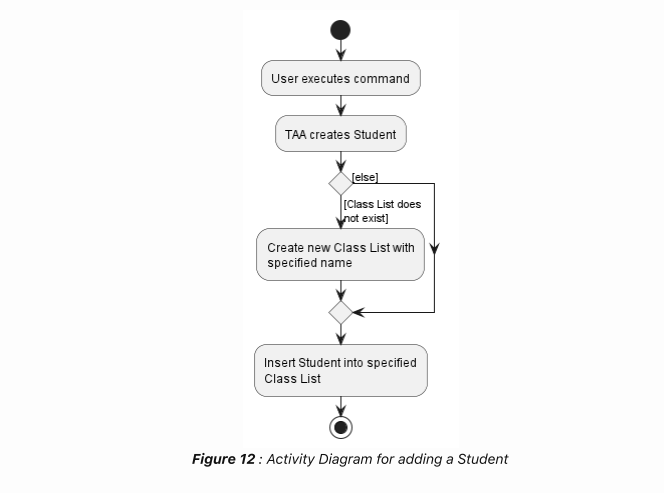 User executes command
TAA creates Student
[else]
[Class List does
not exist]
Create new Class List with
specified name
Insert Student into specified
Class List
Figure 12 : Activity Diagram for adding a Student